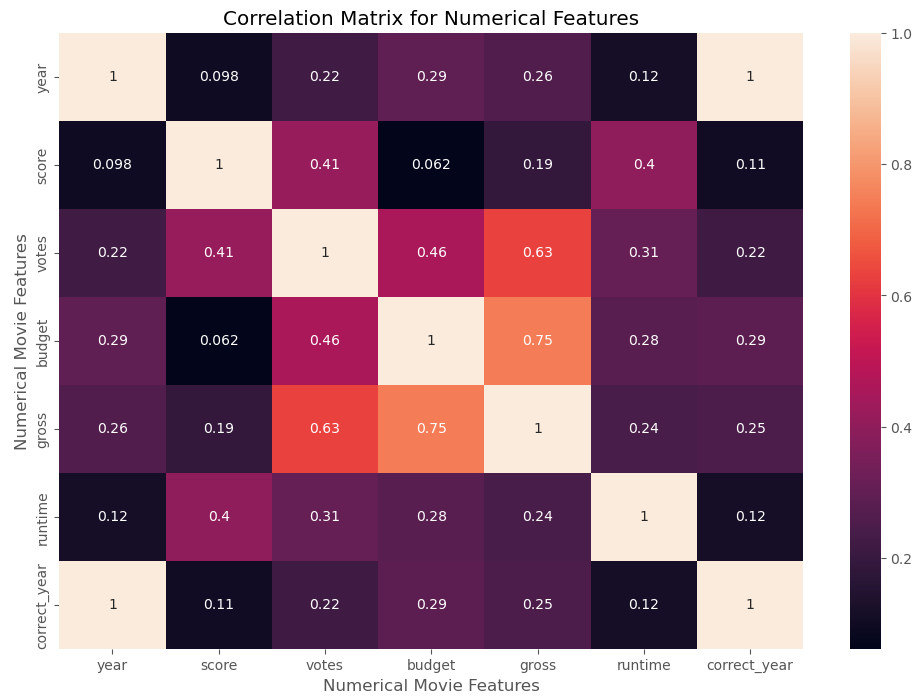 Correlation Matrix for Numerical Features
Numerical Movie Features
year 1 0.098 0.22 0.29 0.26 0.12 1
score 0.098 1 0.41 0.062 0.19 0.4 0.11
votes 0.22 0.41 1 0.46 0.63 0.31 0.22
budget 0.29 0.062 0.46 1 0.75 0.28 0.29
gross 0.26 0.19 0.63 0.75 1 0.24 0.25
runtime 0.12 0.4 0.31 0.28 0.24 1 0.12
correct_year 1 0.11 0.22 0.29 0.25 0.12 1
year score votes budget gross runtime correct_year
Numerical Movie Features
1.0
0.8
0.6
0.4
0.2